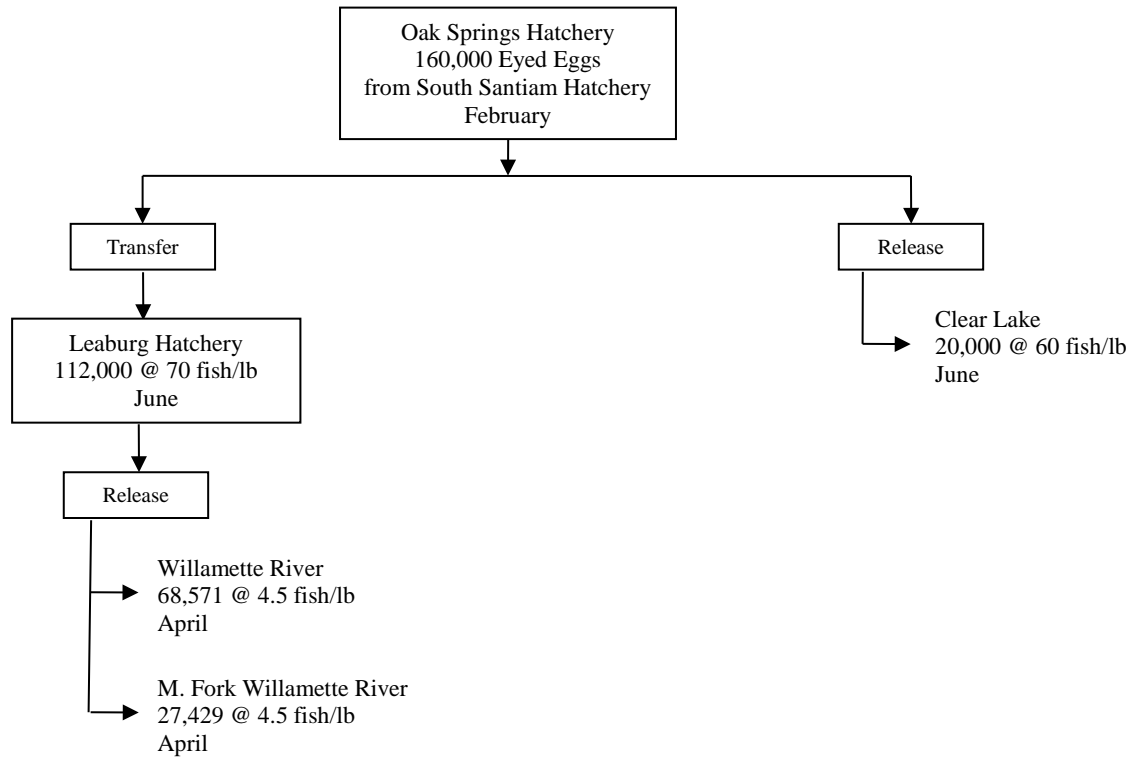 Oak Springs Hatchery
160,000 Eyed Eggs
from South Santiam Hatchery
February
Transfer
Release
Leaburg Hatchery
112,000 @ 70 fish/lb
June
Clear Lake
20,000 @ 60 fish/lb
June
Release
Willamette River
68,571 @ 4.5 fish/lb
April
M. Fork Willamette River
27,429 @ 4.5 fish/lb
April